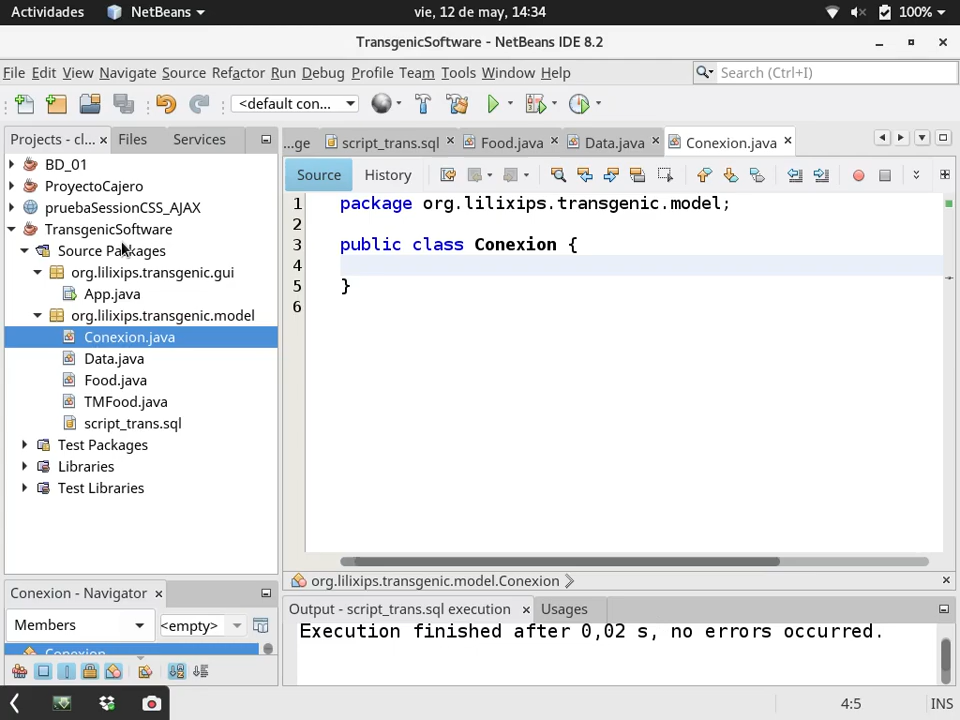 Actividades NetBeans vie, 12 de may, 14:34 100%
TransgenicSoftware - NetBeans IDE 8.2
File Edit View Navigate Source Refactor Run Debug Profile Team Tools Window Help Search (Ctrl+I)
<default con...
Projects - cl... × Files Services
...ge script_trans.sql Food.java Data.java Conexion.java
BD_01
ProyectoCajero
pruebaSessionCSS_AJAX
TransgenicSoftware
Source Packages
org.lilixips.transgenic.gui
App.java
org.lilixips.transgenic.model
Conexion.java
Data.java
Food.java
TMFood.java
script_trans.sql
Test Packages
Libraries
Test Libraries
Source History
1 package org.lilixips.transgenic.model;
2
3 public class Conexion {
4
5 }
6
org.lilixips.transgenic.model.Conexion
Conexion - Navigator ×
Members <empty>
Conexion
Output - script_trans.sql execution × Usages
Execution finished after 0,02 s, no errors occurred.
4:5 INS